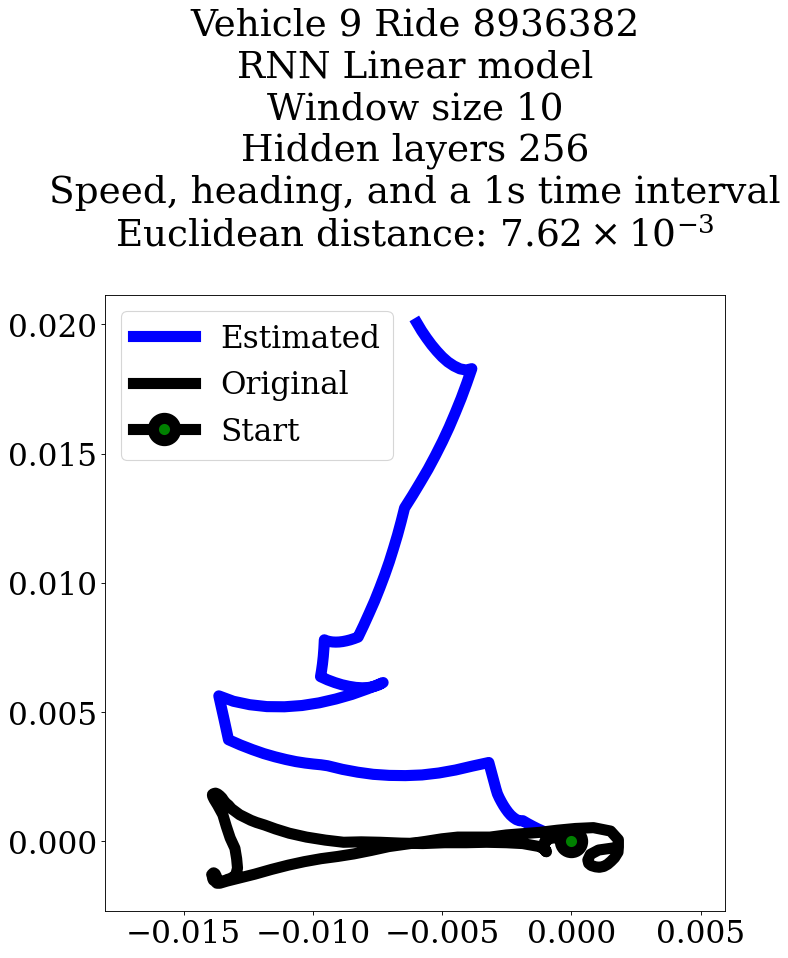 Vehicle 9 Ride 8936382
RNN Linear model
Window size 10
Hidden layers 256
Speed, heading, and a 1s time interval
Euclidean distance: 7.62 × 10⁻³
Estimated
Original
Start
0.020
0.015
0.010
0.005
0.000
−0.015 −0.010 −0.005 0.000 0.005